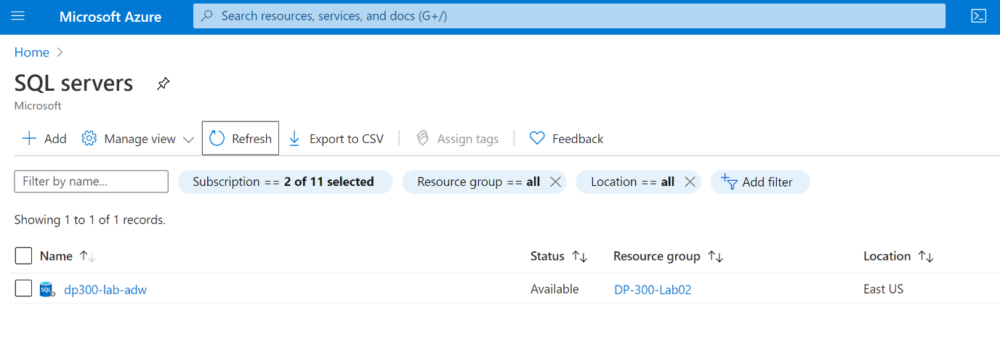 Microsoft Azure Search resources, services, and docs (G+/)
Home
SQL servers
Microsoft
Add Manage view Refresh Export to CSV Assign tags Feedback
Filter by name... Subscription == 2 of 11 selected Resource group == all Location == all Add filter
Showing 1 to 1 of 1 records.
Name Status Resource group Location
SQL dp300-lab-adw Available DP-300-Lab02 East US